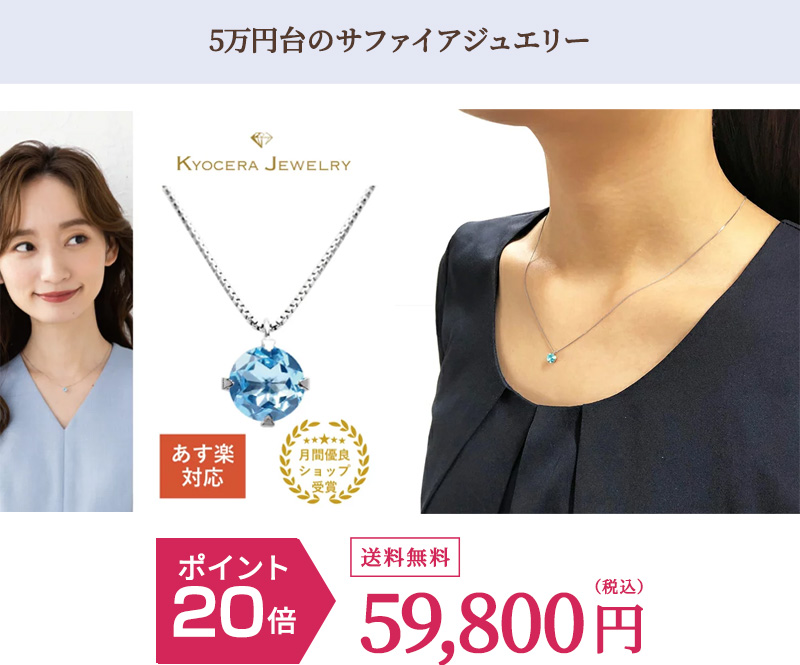 5万円台のサファイアジュエリー
KYOCERA JEWELRY
あす楽
対応
月間優良
ショップ
受賞
ポイント
20倍
送料無料
59,800円
(税込)